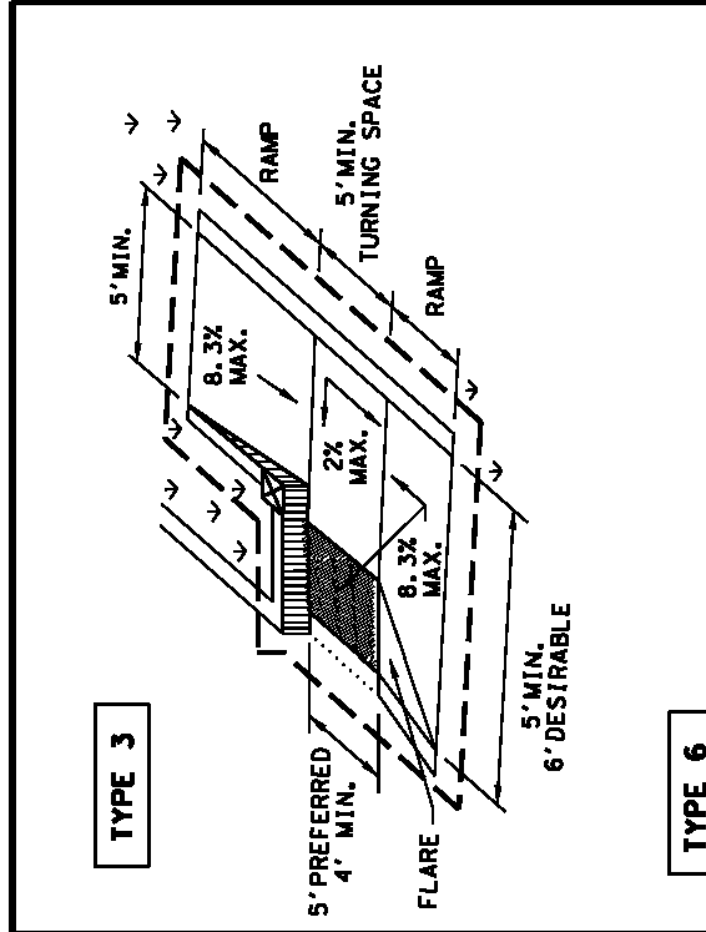 TYPE 3
5' MIN.
RAMP
8.3%
MAX.
5' MIN.
TURNING SPACE
2%
MAX.
RAMP
8.3%
MAX.
5' PREFERRED
4' MIN.
FLARE
5' MIN.
6' DESIRABLE
TYPE 6